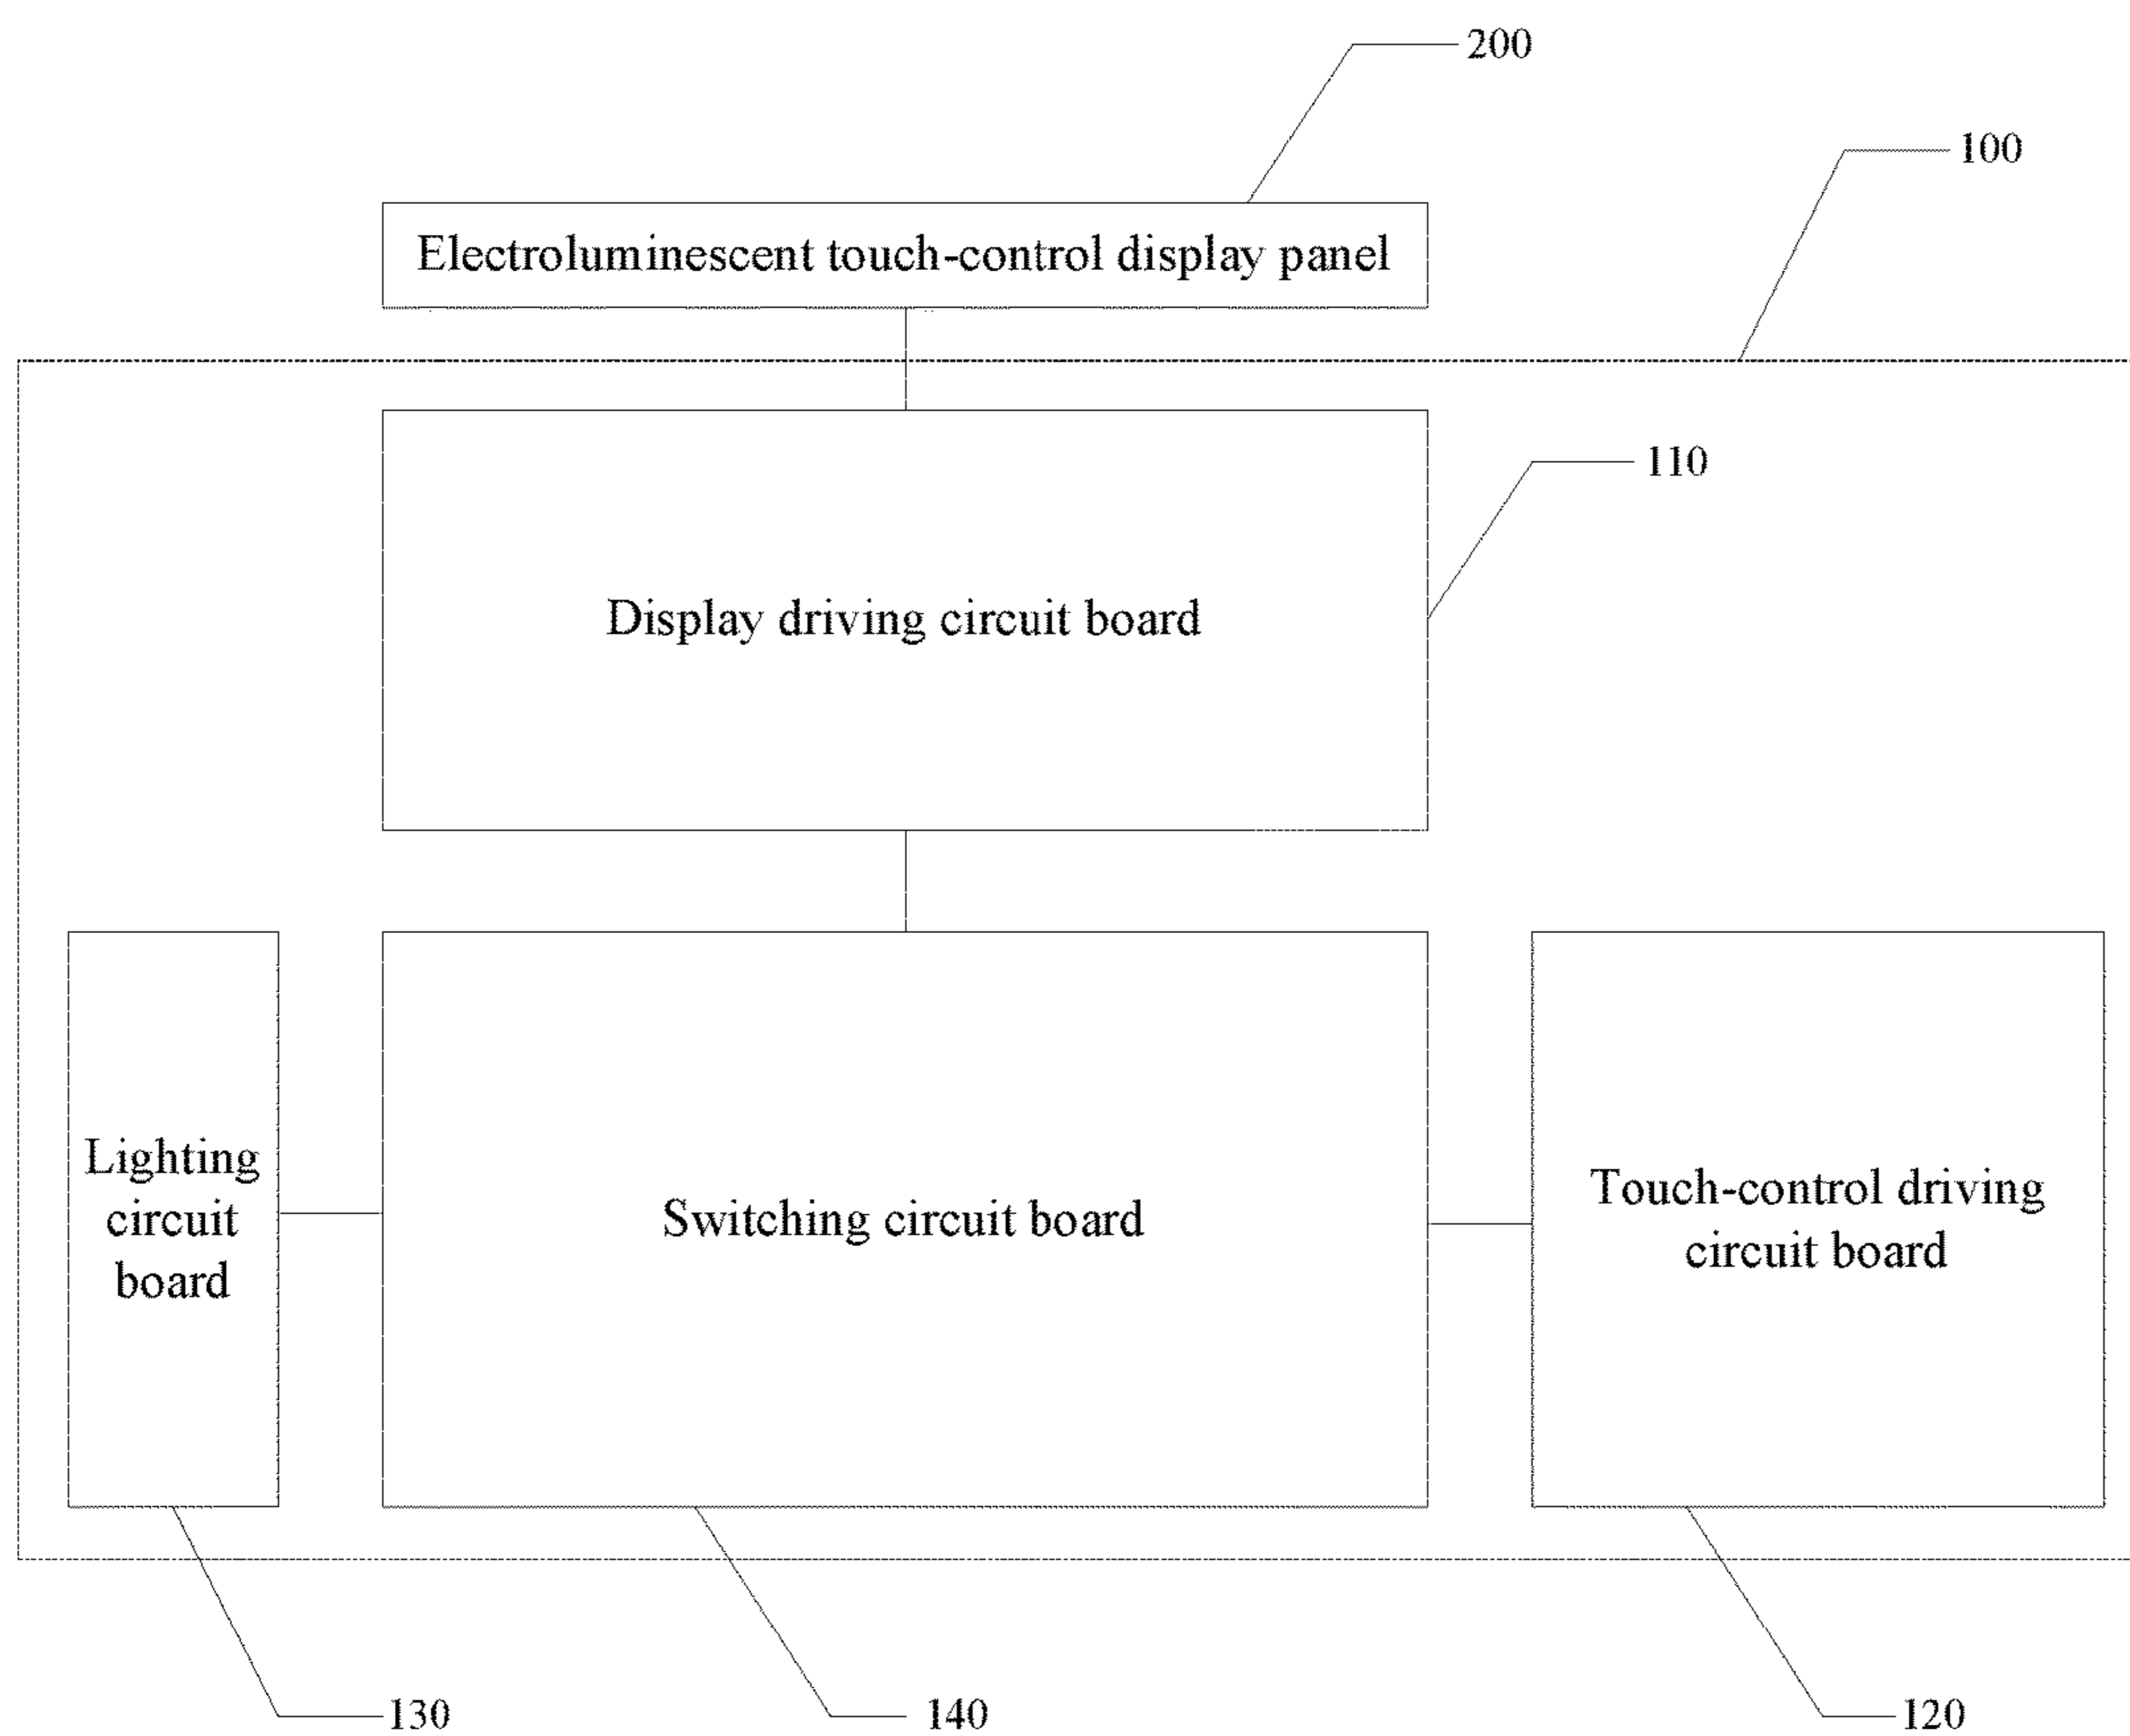 200
100
Electroluminescent touch-control display panel
110
Display driving circuit board
Lighting
circuit
board
Switching circuit board
Touch-control driving
circuit board
130
140
120